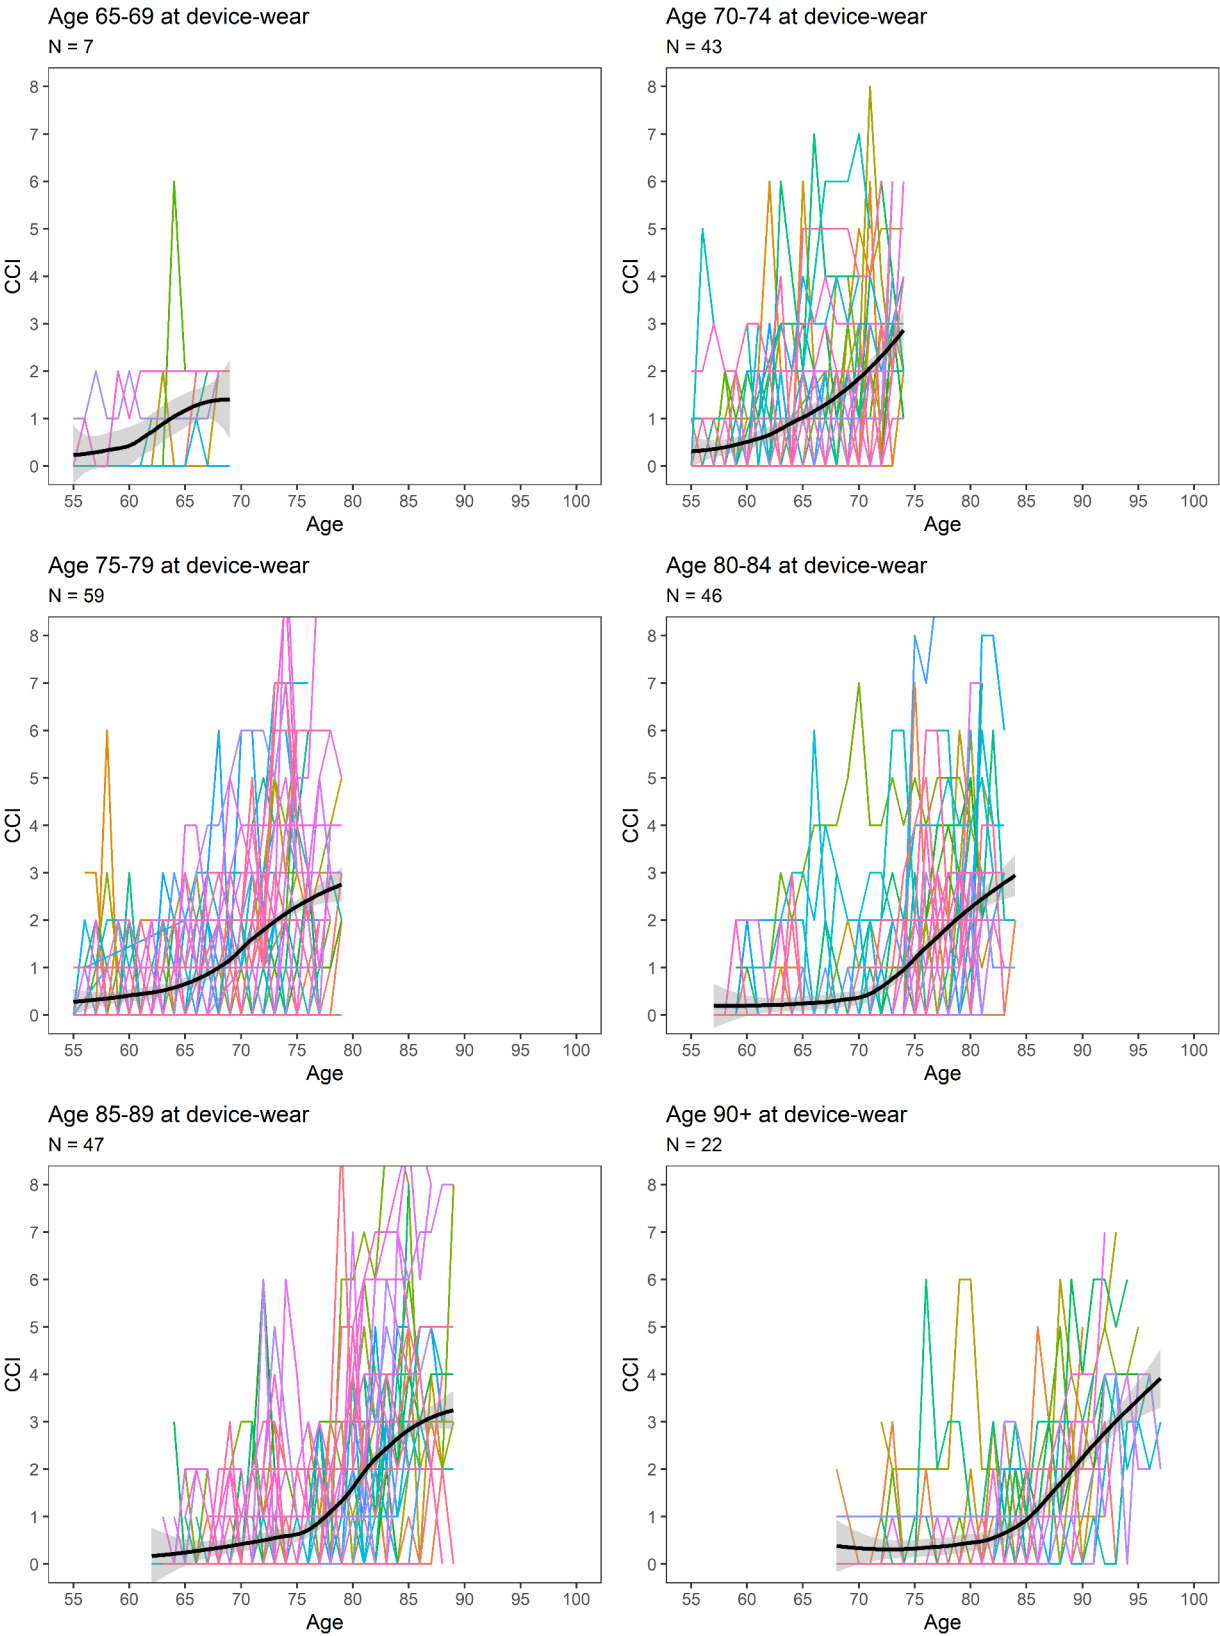 Age 65-69 at device-wear
N = 7
8
7
6
5
4
3
2
1
0
CCI
55 60 65 70 75 80 85 90 95 100
Age
Age 70-74 at device-wear
N = 43
8
7
6
5
4
3
2
1
0
CCI
55 60 65 70 75 80 85 90 95 100
Age
Age 75-79 at device-wear
N = 59
8
7
6
5
4
3
2
1
0
CCI
55 60 65 70 75 80 85 90 95 100
Age
Age 80-84 at device-wear
N = 46
8
7
6
5
4
3
2
1
0
CCI
55 60 65 70 75 80 85 90 95 100
Age
Age 85-89 at device-wear
N = 47
8
7
6
5
4
3
2
1
0
CCI
55 60 65 70 75 80 85 90 95 100
Age
Age 90+ at device-wear
N = 22
8
7
6
5
4
3
2
1
0
CCI
55 60 65 70 75 80 85 90 95 100
Age